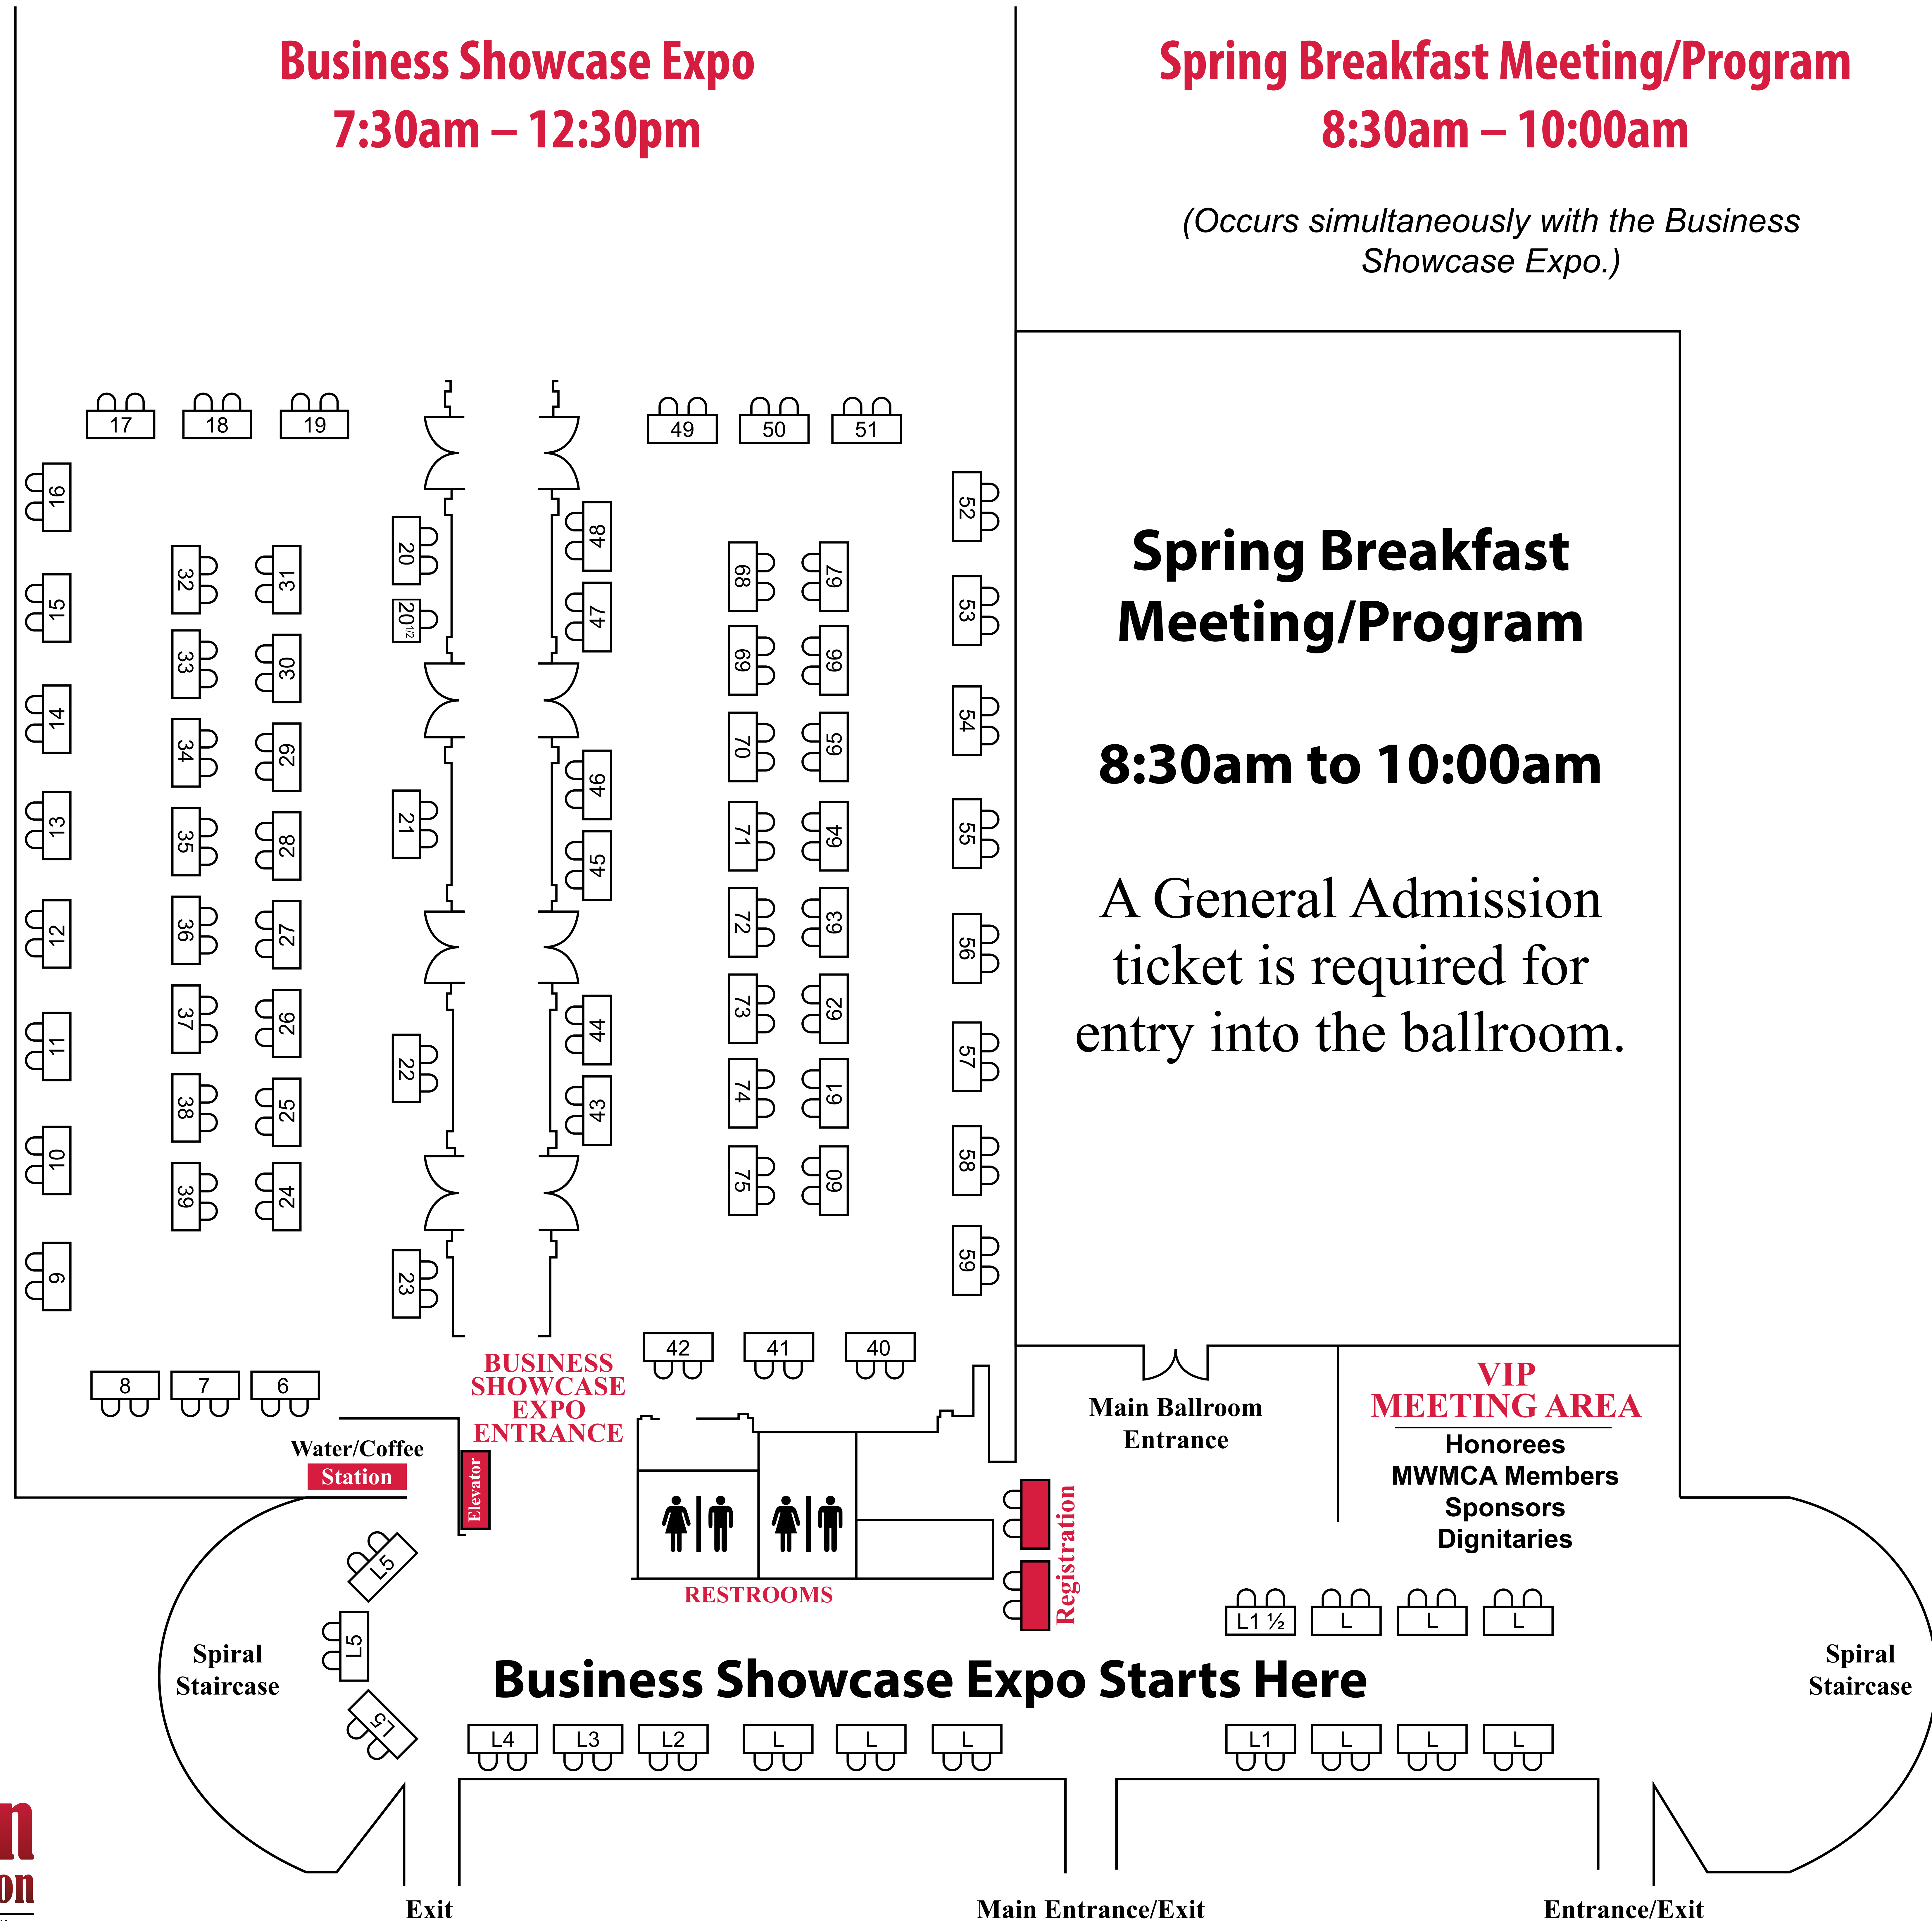 Business Showcase Expo
7:30am – 12:30pm
Spring Breakfast Meeting/Program
8:30am – 10:00am
(Occurs simultaneously with the Business
Showcase Expo.)
17
18
19
49
50
51
16
15
14
13
12
11
10
9
32
33
34
35
36
37
38
39
31
30
29
28
27
26
25
24
20
20 1/2
21
22
23
48
47
46
45
44
43
68
69
70
71
72
73
74
75
67
66
65
64
63
62
61
60
52
53
54
55
56
57
58
59
Spring Breakfast
Meeting/Program
8:30am to 10:00am
A General Admission
ticket is required for
entry into the ballroom.
8
7
6
BUSINESS
SHOWCASE
EXPO
ENTRANCE
42
41
40
Main Ballroom
Entrance
VIP
MEETING AREA
Honorees
MWMCA Members
Sponsors
Dignitaries
Water/Coffee
Station
Elevator
RESTROOMS
Registration
L5
L5
L5
Spiral
Staircase
L1 ½
L
L
L
Spiral
Staircase
Business Showcase Expo Starts Here
L4
L3
L2
L
L
L
L1
L
L
L
n
on
Exit
Main Entrance/Exit
Entrance/Exit